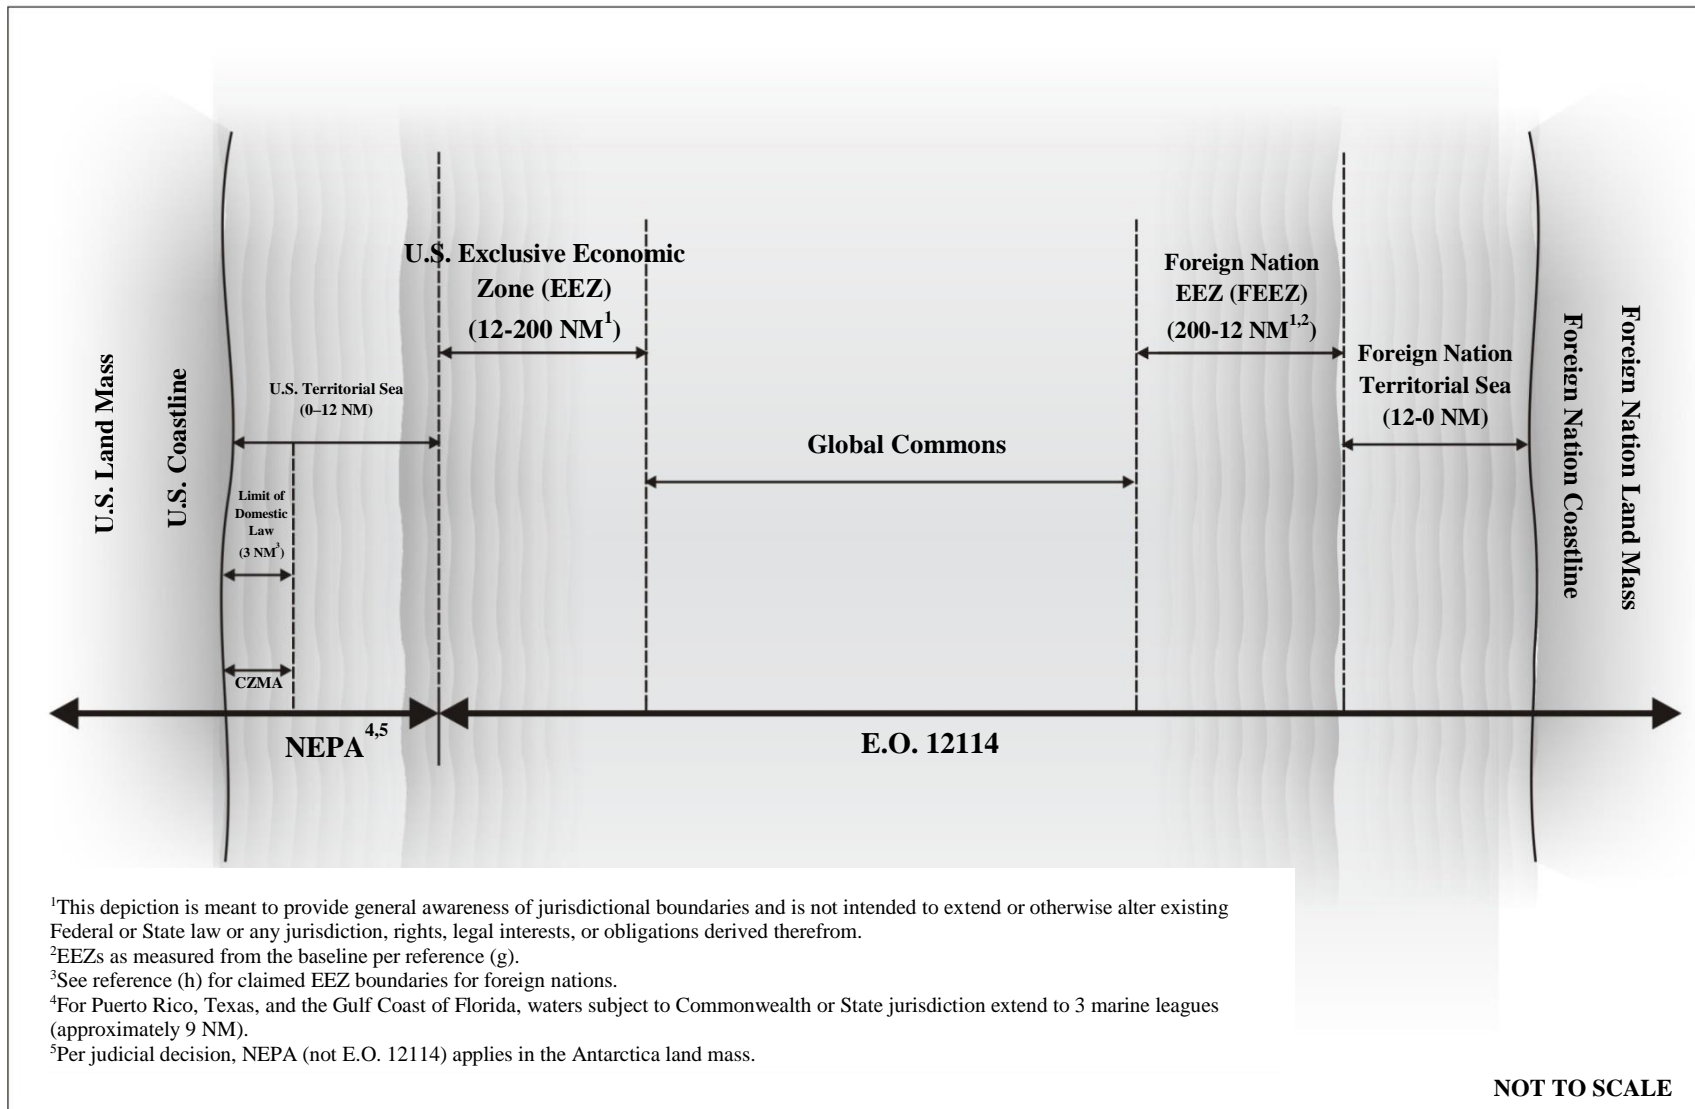 U.S. Land Mass
U.S. Coastline
U.S. Territorial Sea
(0–12 NM)
Limit of
Domestic
Law
(3 NM³)
CZMA
U.S. Exclusive Economic
Zone (EEZ)
(12-200 NM¹)
Global Commons
Foreign Nation
EEZ (FEEZ)
(200-12 NM¹,²)
Foreign Nation
Territorial Sea
(12-0 NM)
Foreign Nation Coastline
Foreign Nation Land Mass
NEPA⁴,⁵
E.O. 12114
¹This depiction is meant to provide general awareness of jurisdictional boundaries and is not intended to extend or otherwise alter existing
Federal or State law or any jurisdiction, rights, legal interests, or obligations derived therefrom.
²EEZs as measured from the baseline per reference (g).
³See reference (h) for claimed EEZ boundaries for foreign nations.
⁴For Puerto Rico, Texas, and the Gulf Coast of Florida, waters subject to Commonwealth or State jurisdiction extend to 3 marine leagues
(approximately 9 NM).
⁵Per judicial decision, NEPA (not E.O. 12114) applies in the Antarctica land mass.
NOT TO SCALE